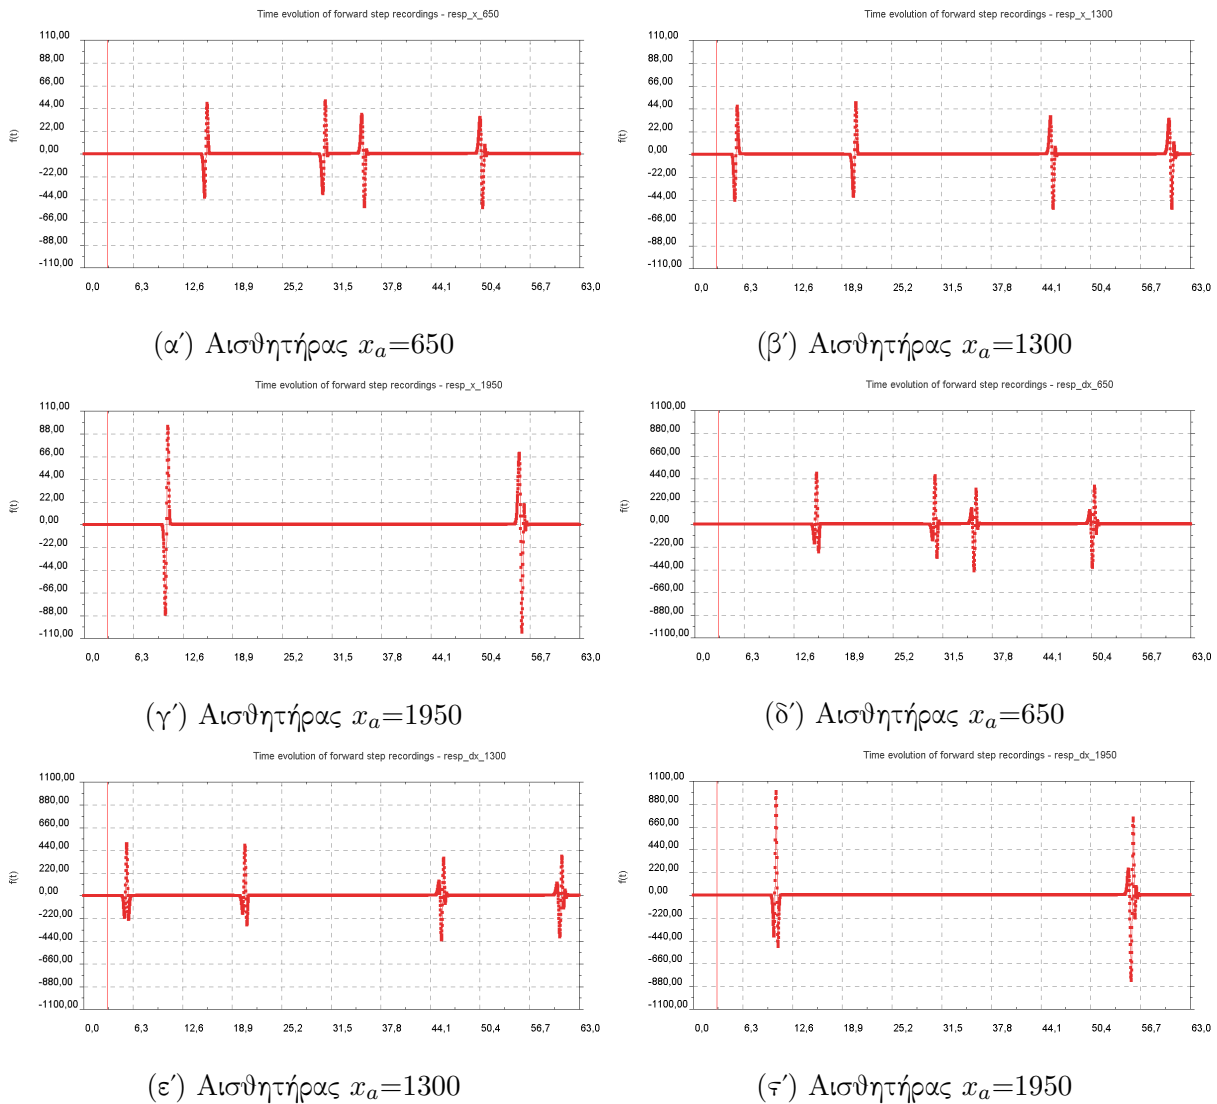 Time evolution of forward step recordings - resp_x_650
110,00
88,00
66,00
44,00
22,00
0,00
-22,00
-44,00
-66,00
-88,00
-110,00
f(t)
0,0 6,3 12,6 18,9 25,2 31,5 37,8 44,1 50,4 56,7 63,0
(αʹ) Αισθητήρας x_a=650
Time evolution of forward step recordings - resp_x_1300
110,00
88,00
66,00
44,00
22,00
0,00
-22,00
-44,00
-66,00
-88,00
-110,00
f(t)
0,0 6,3 12,6 18,9 25,2 31,5 37,8 44,1 50,4 56,7 63,0
(βʹ) Αισθητήρας x_a=1300
Time evolution of forward step recordings - resp_x_1950
110,00
88,00
66,00
44,00
22,00
0,00
-22,00
-44,00
-66,00
-88,00
-110,00
f(t)
0,0 6,3 12,6 18,9 25,2 31,5 37,8 44,1 50,4 56,7 63,0
(γʹ) Αισθητήρας x_a=1950
Time evolution of forward step recordings - resp_dx_650
1100,00
880,00
660,00
440,00
220,00
0,00
-220,00
-440,00
-660,00
-880,00
-1100,00
f(t)
0,0 6,3 12,6 18,9 25,2 31,5 37,8 44,1 50,4 56,7 63,0
(δʹ) Αισθητήρας x_a=650
Time evolution of forward step recordings - resp_dx_1300
1100,00
880,00
660,00
440,00
220,00
0,00
-220,00
-440,00
-660,00
-880,00
-1100,00
f(t)
0,0 6,3 12,6 18,9 25,2 31,5 37,8 44,1 50,4 56,7 63,0
(εʹ) Αισθητήρας x_a=1300
Time evolution of forward step recordings - resp_dx_1950
1100,00
880,00
660,00
440,00
220,00
0,00
-220,00
-440,00
-660,00
-880,00
-1100,00
f(t)
0,0 6,3 12,6 18,9 25,2 31,5 37,8 44,1 50,4 56,7 63,0
(ϛʹ) Αισθητήρας x_a=1950